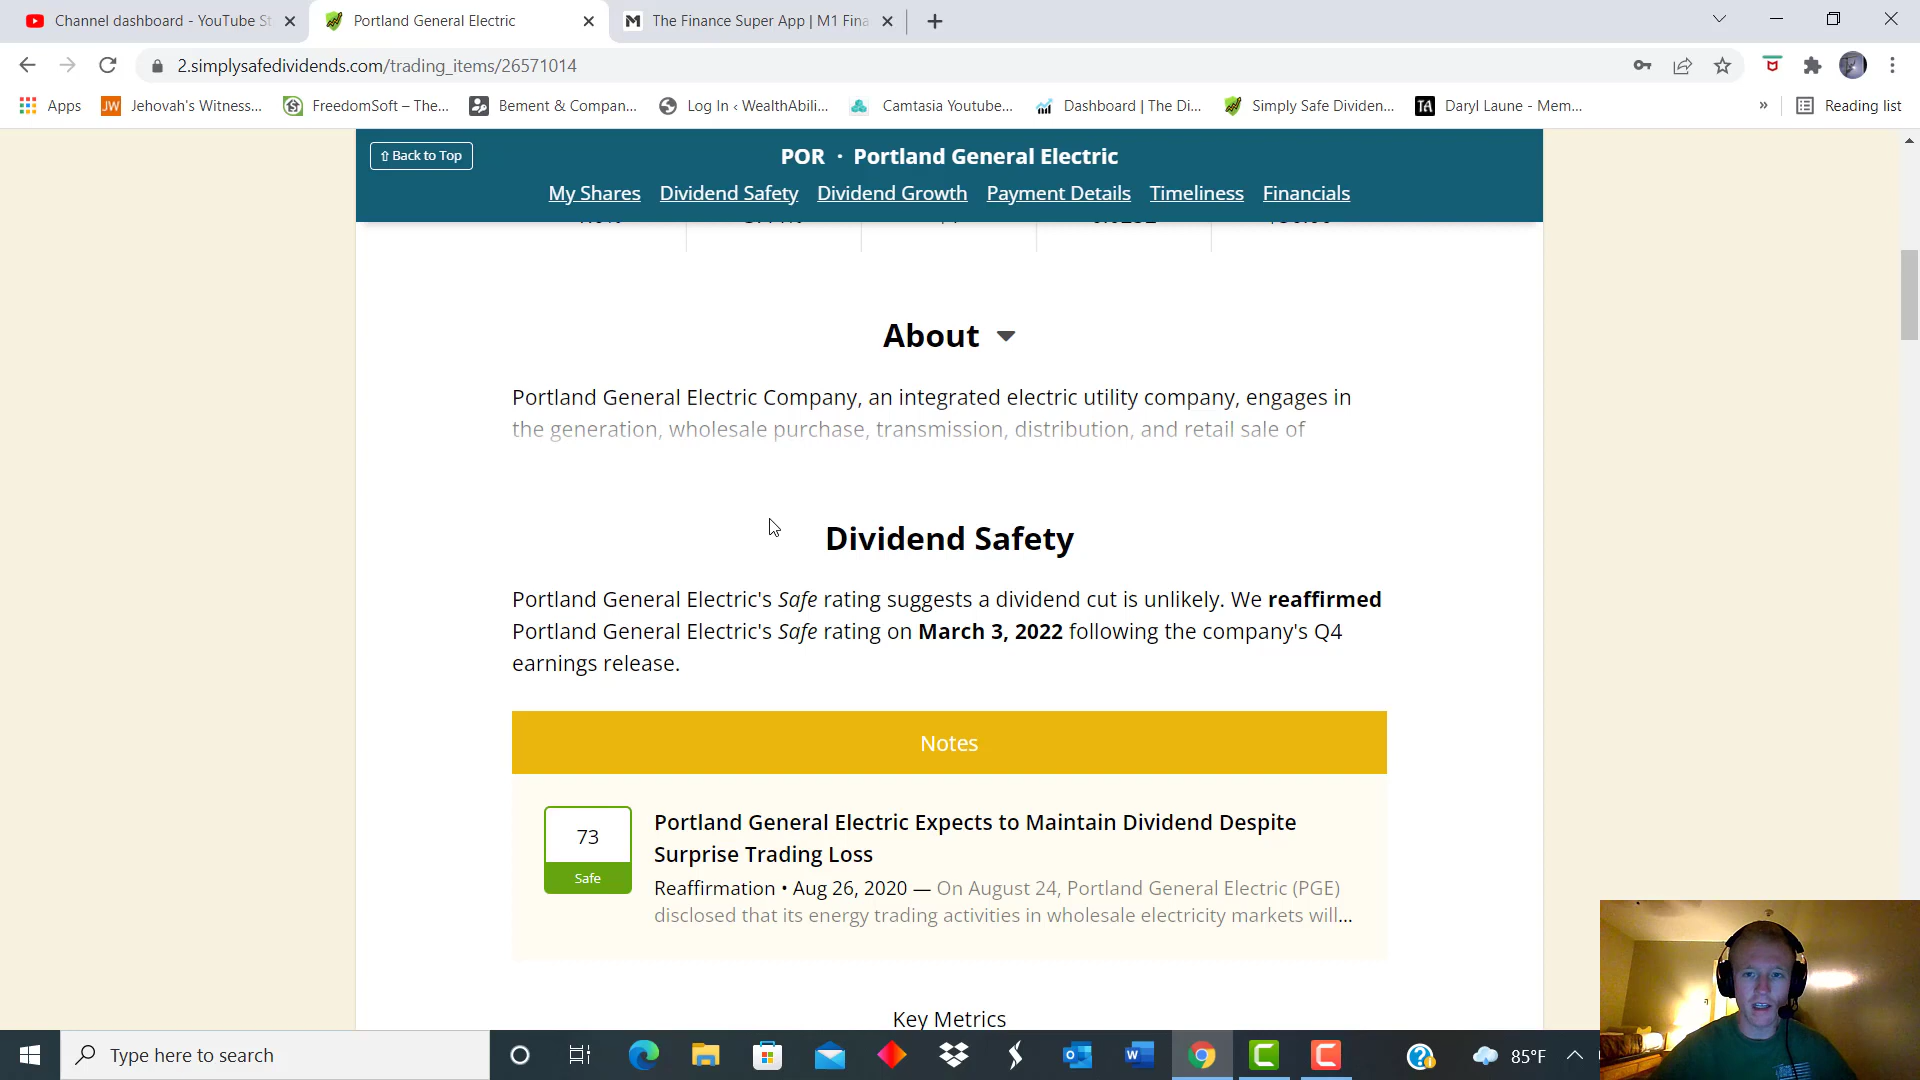 Channel dashboard - YouTube St
Portland General Electric
The Finance Super App | M1 Fina
2.simplysafedividends.com/trading_items/26571014
Apps
Jehovah's Witness...
FreedomSoft – The...
Bement & Compan...
Log In ‹ WealthAbili...
Camtasia Youtube...
Dashboard | The Di...
Simply Safe Dividen...
Daryl Laune - Mem...
»
Reading list
⇧ Back to Top
POR · Portland General Electric
My Shares Dividend Safety Dividend Growth Payment Details Timeliness Financials
About
Portland General Electric Company, an integrated electric utility company, engages in
the generation, wholesale purchase, transmission, distribution, and retail sale of
Dividend Safety
Portland General Electric's Safe rating suggests a dividend cut is unlikely. We reaffirmed
Portland General Electric's Safe rating on March 3, 2022 following the company's Q4
earnings release.
Notes
73
Safe
Portland General Electric Expects to Maintain Dividend Despite
Surprise Trading Loss
Reaffirmation • Aug 26, 2020 — On August 24, Portland General Electric (PGE)
disclosed that its energy trading activities in wholesale electricity markets will...
Key Metrics
Type here to search
85°F